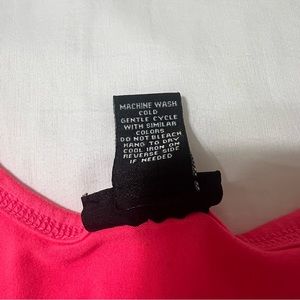 MACHINE WASH
COLD
GENTLE CYCLE
WITH SIMILAR
COLORS
DO NOT BLEACH
HANG TO DRY
COOL IRON ON
REVERSE SIDE
IF NEEDED